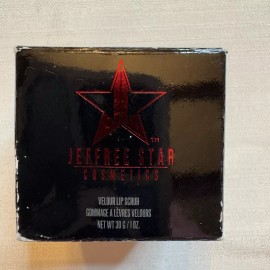 TM
JEFFREE STAR
COSMETICS
VELOUR LIP SCRUB
GOMMAGE À LÈVRES VELOURS
NET WT 30 G / 1 OZ.